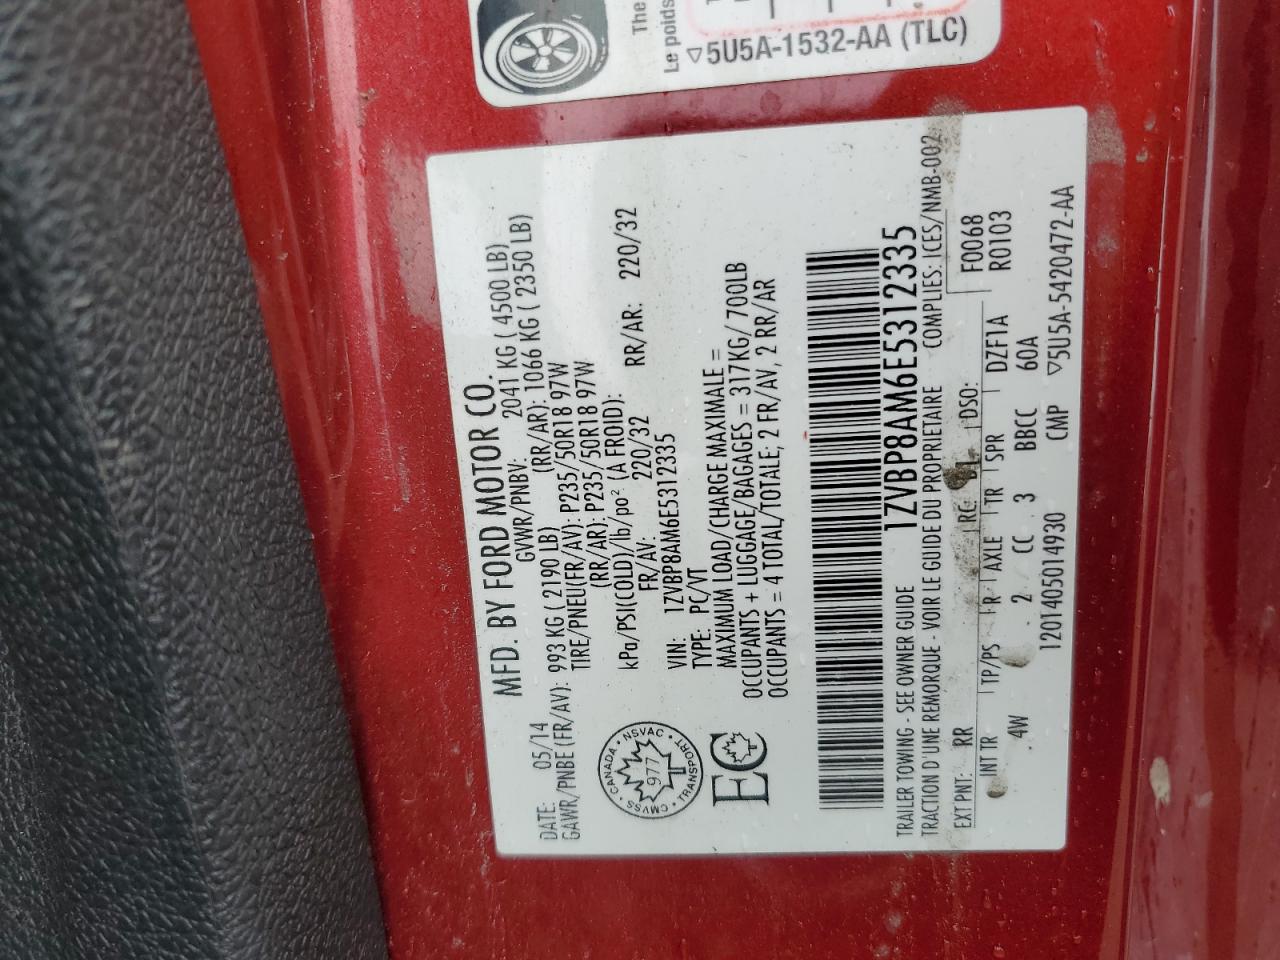 The
Le poids
▽5U5A-1532-AA (TLC)
MFD. BY FORD MOTOR CO.
DATE: 05/14 GVWR/PNBV: 2041 KG ( 4500 LB)
GAWR/PNBE (FR/AV): 993 KG ( 2190 LB) (RR/AR): 1066 KG ( 2350 LB)
TIRE/PNEU(FR/AV): P235/50R18 97W
(RR/AR): P235/50R18 97W
kPa/PSI(COLD)/lb/po² (A FROID):
FR/AV: 220/32 RR/AR: 220/32
VIN: 1ZVBP8AM6E5312335
TYPE: PC/VT
MAXIMUM LOAD/CHARGE MAXIMALE =
OCCUPANTS + LUGGAGE/BAGAGES = 317KG/ 700LB
OCCUPANTS = 4 TOTAL/TOTALE; 2 FR/AV, 2 RR/AR
CANADA • NSVAC • TRANSPORT • CMVSS
977
EC
1ZVBP8AM6E5312335
TRAILER TOWING - SEE OWNER GUIDE
TRACTION D'UNE REMORQUE - VOIR LE GUIDE DU PROPRIETAIRE COMPLIES. ICES/NMB-002
EXT PNT: RR RC: DSO: F0068
INT TR TP/PS R AXLE TR SPR DZF1A R0103
4W 2 CC 3 BBCC 60A
120140501493​0 CMP ▽5U5A-5420472-AA